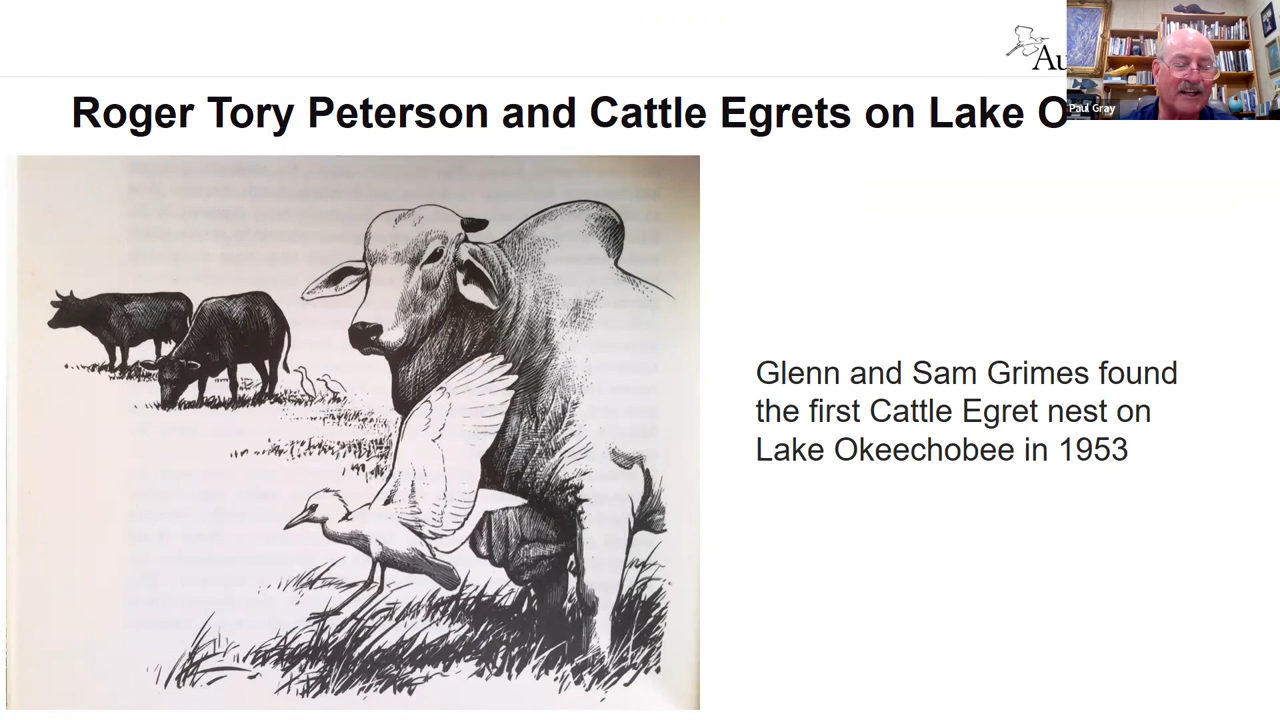 Au
Paul Gray
Roger Tory Peterson and Cattle Egrets on Lake O
Glenn and Sam Grimes found
the first Cattle Egret nest on
Lake Okeechobee in 1953